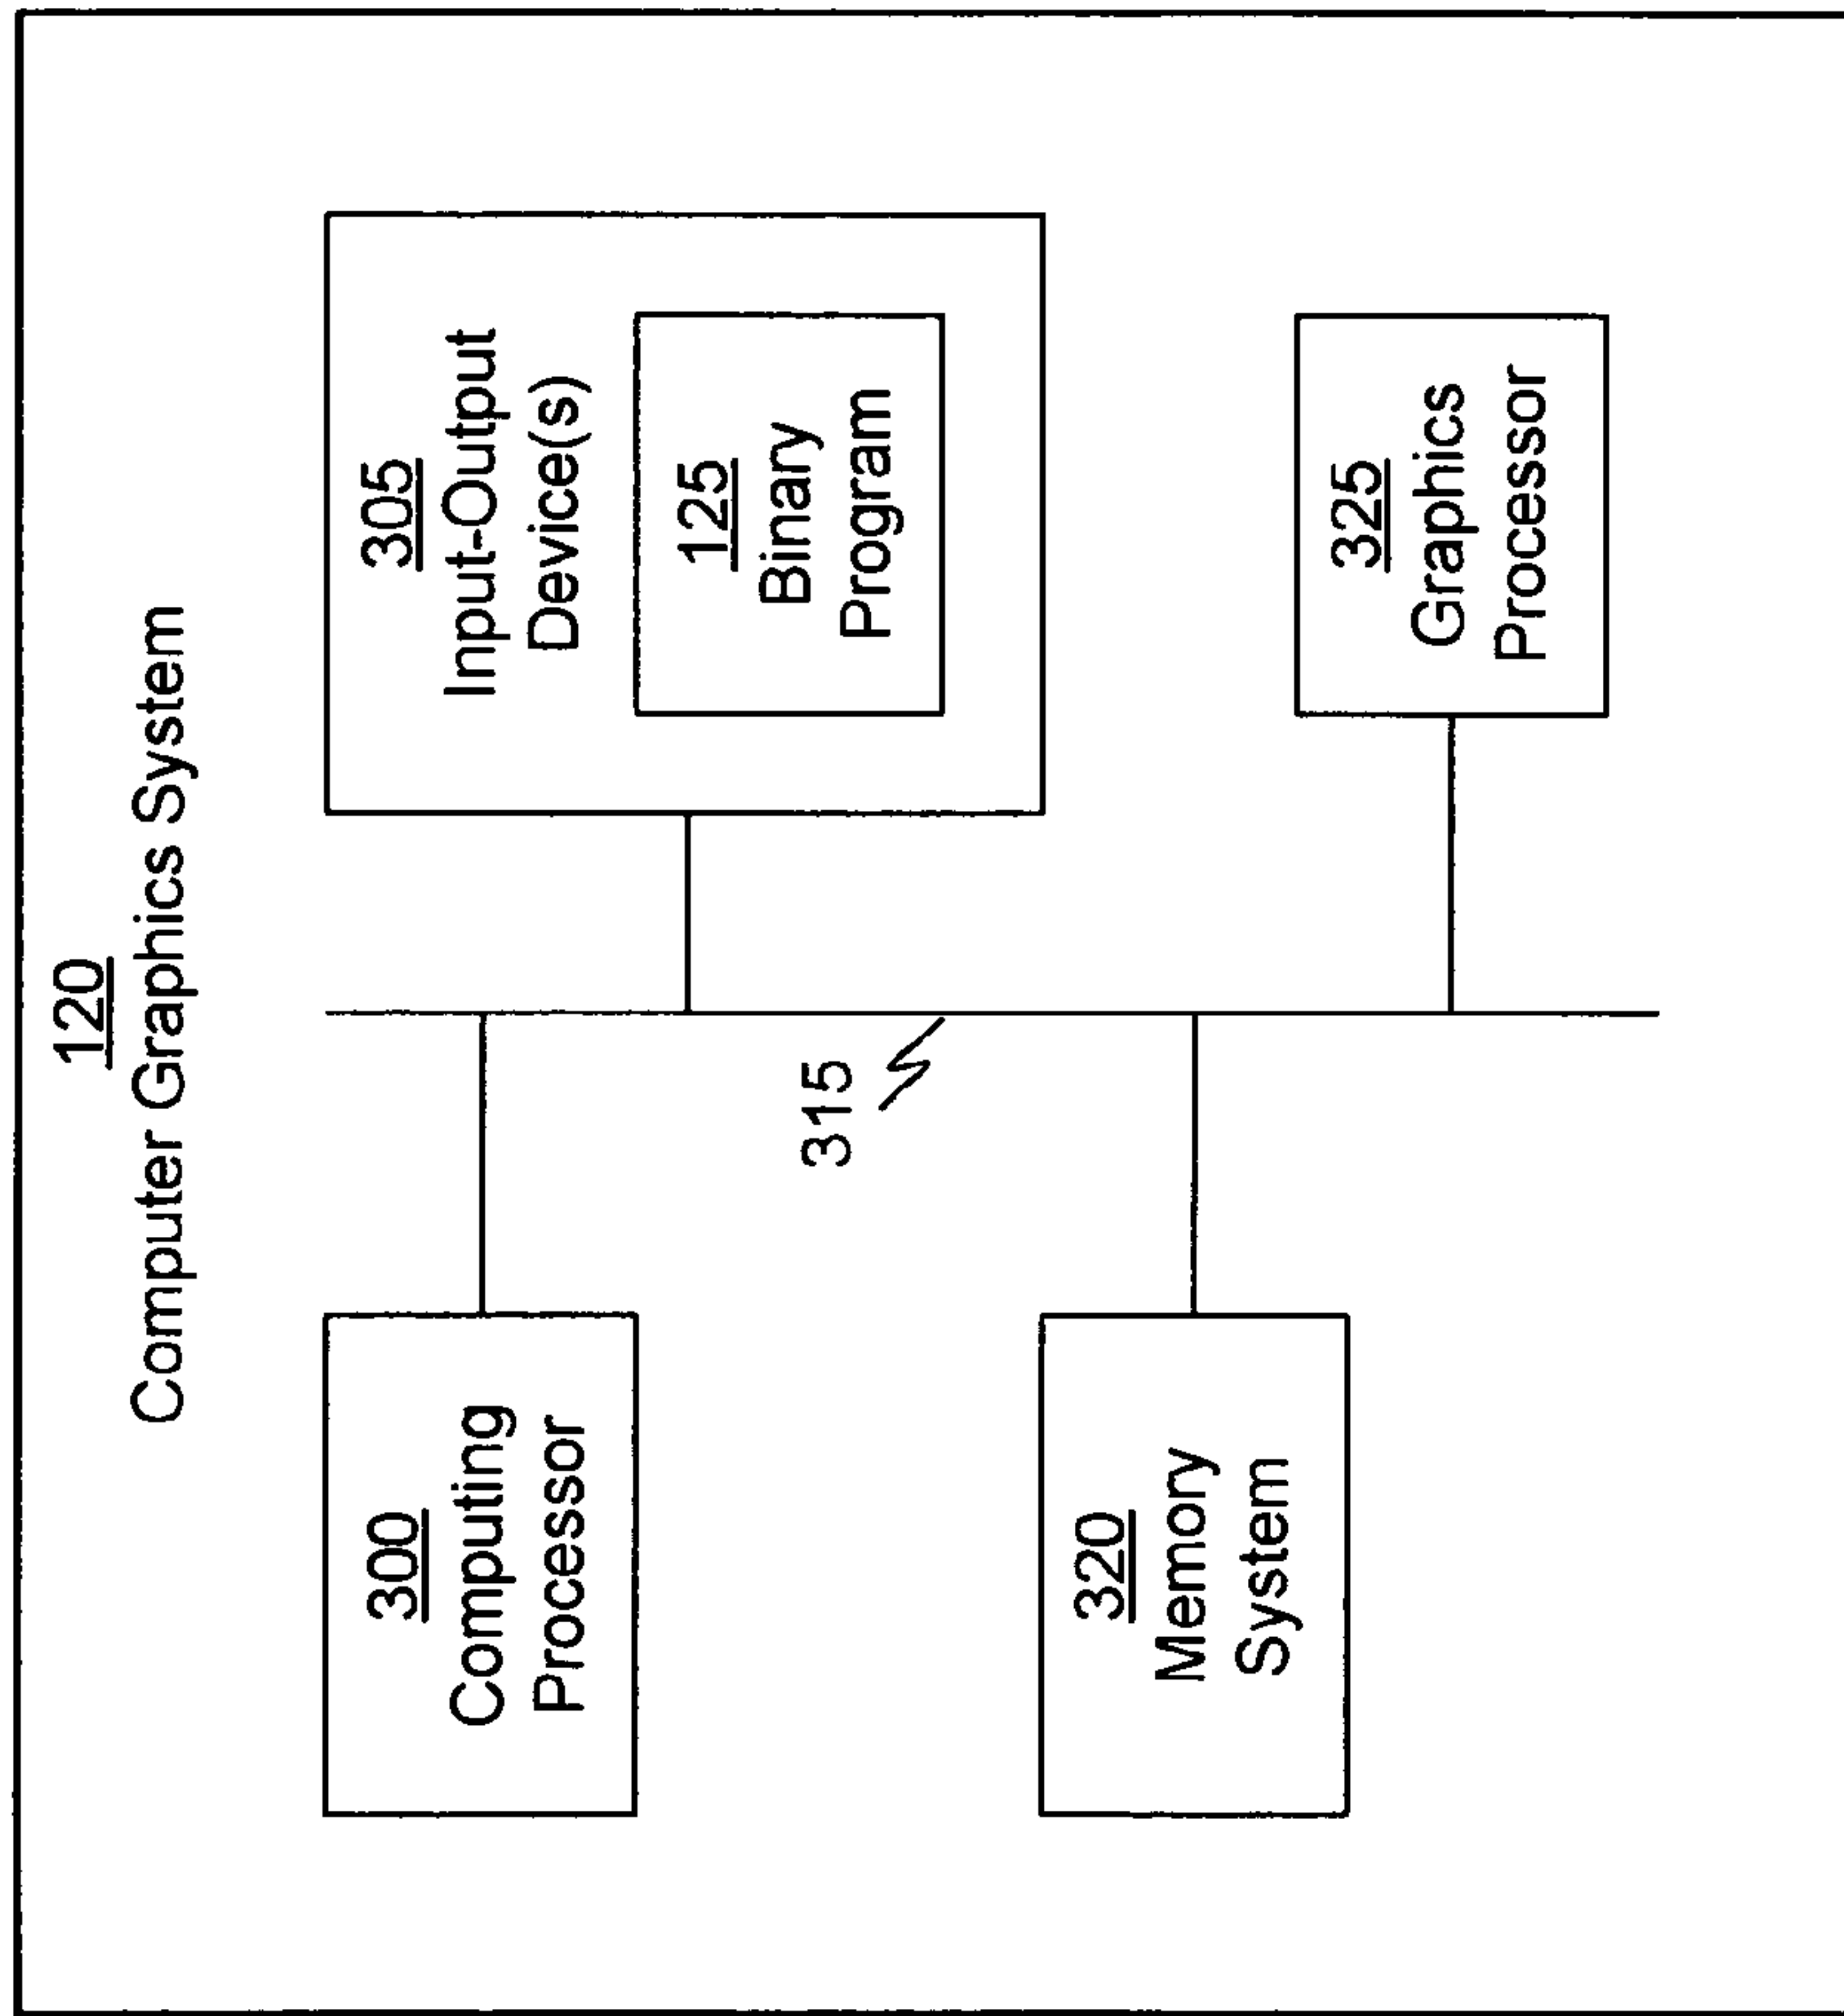 120
Computer Graphics System
300
Computing
Processor
305
Input-Output
Device(s)
125
Binary
Program
315
320
Memory
System
325
Graphics
Processor